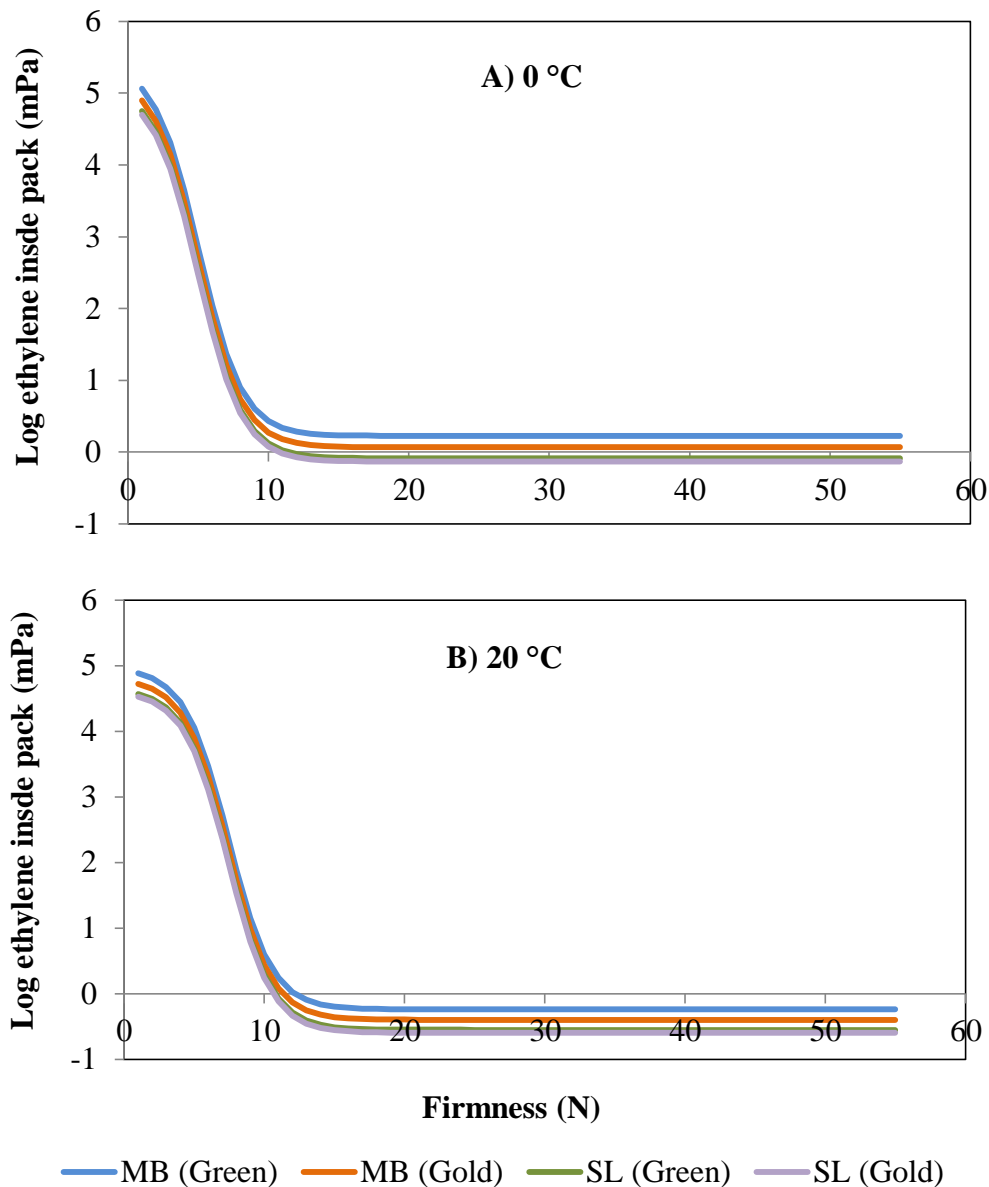 A) 0 °C
Log ethylene insde pack (mPa)
6
5
4
3
2
1
0
-1
0 10 20 30 40 50 60
B) 20 °C
Log ethylene insde pack (mPa)
6
5
4
3
2
1
0
-1
0 10 20 30 40 50 60
Firmness (N)
MB (Green) MB (Gold) SL (Green) SL (Gold)